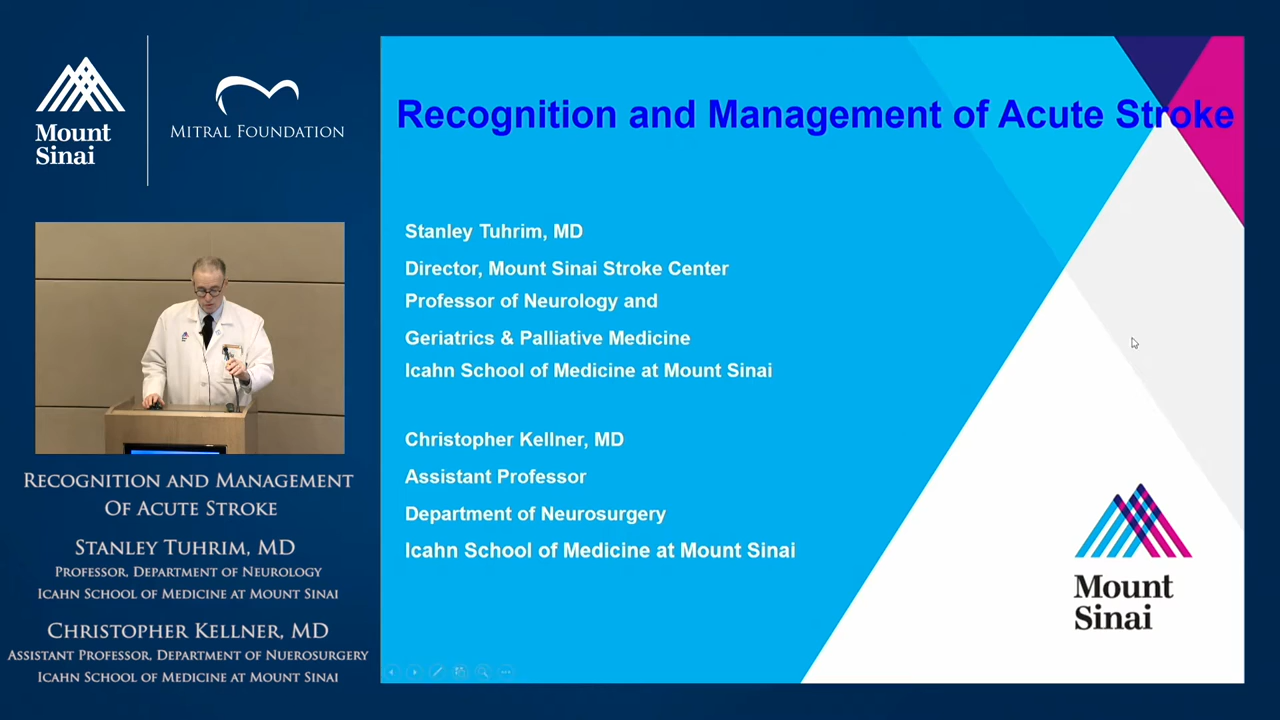 Mount
Sinai
MITRAL FOUNDATION
RECOGNITION AND MANAGEMENT
OF ACUTE STROKE
STANLEY TUHRIM, MD
PROFESSOR, DEPARTMENT OF NEUROLOGY
ICAHN SCHOOL OF MEDICINE AT MOUNT SINAI
CHRISTOPHER KELLNER, MD
ASSISTANT PROFESSOR, DEPARTMENT OF NUEROSURGERY
ICAHN SCHOOL OF MEDICINE AT MOUNT SINAI
Recognition and Management of Acute Stroke
Stanley Tuhrim, MD
Director, Mount Sinai Stroke Center
Professor of Neurology and
Geriatrics & Palliative Medicine
Icahn School of Medicine at Mount Sinai
Christopher Kellner, MD
Assistant Professor
Department of Neurosurgery
Icahn School of Medicine at Mount Sinai
Mount
Sinai